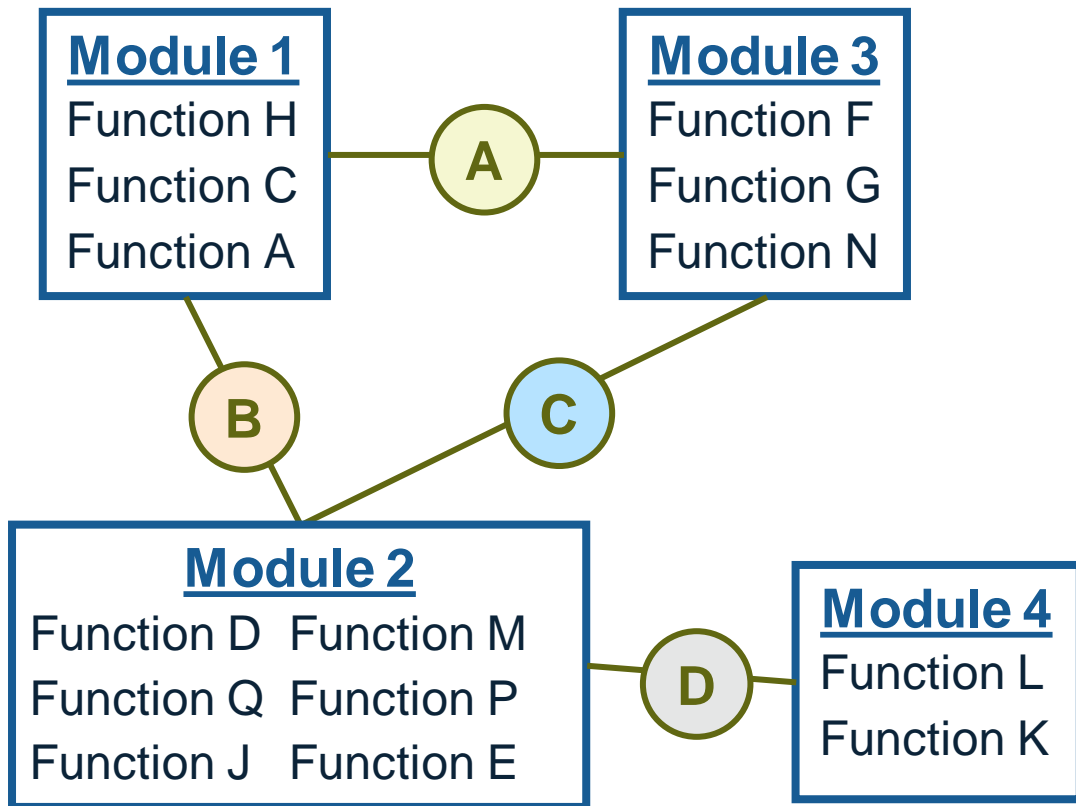 Module 1
Function H
Function C
Function A
A
Module 3
Function F
Function G
Function N
B
C
Module 2
Function D Function M
Function Q Function P
Function J Function E
D
Module 4
Function L
Function K